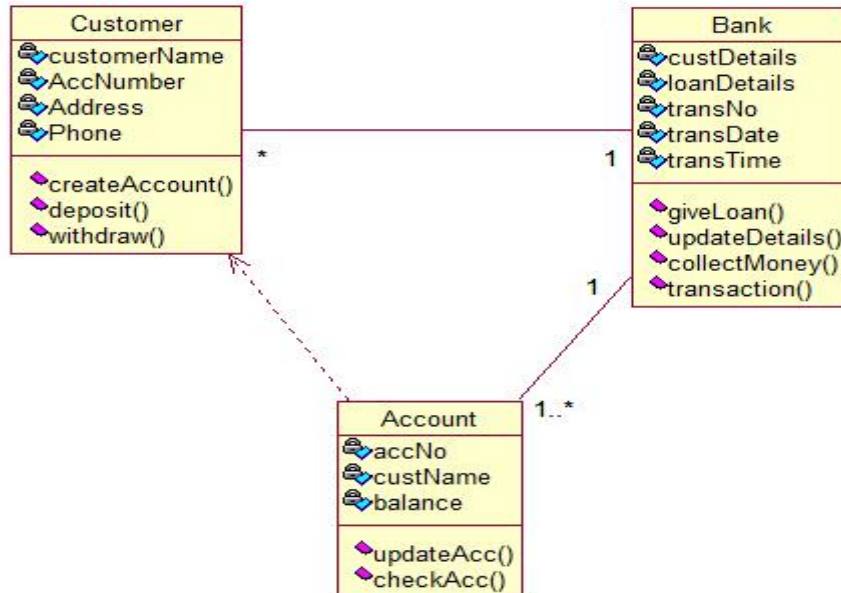 Customer
customerName
AccNumber
Address
Phone
createAccount()
deposit()
withdraw()
*
1
Bank
custDetails
loanDetails
transNo
transDate
transTime
giveLoan()
updateDetails()
collectMoney()
transaction()
1
1..*
Account
accNo
custName
balance
updateAcc()
checkAcc()